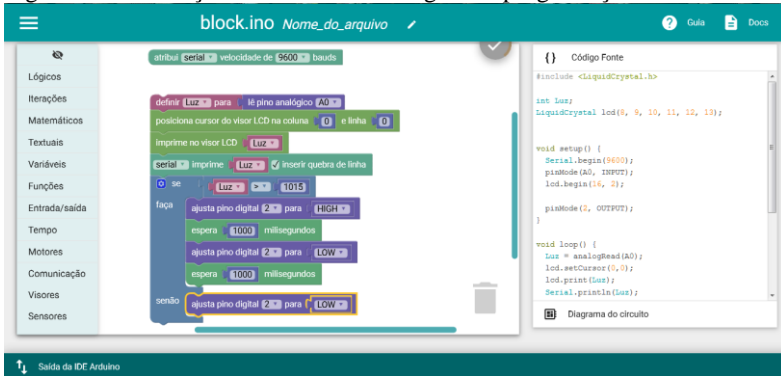 block.ino Nome_do_arquivo
Guia
Docs
Lógicos
Iterações
Matemáticos
Textuais
Variáveis
Funções
Entrada/saída
Tempo
Motores
Comunicação
Visores
Sensores
atribui serial velocidade de 9600 bauds
definir Luz para lê pino analógico A0
posiciona cursor do visor LCD na coluna 0 e linha 0
imprime no visor LCD Luz
serial imprime Luz inserir quebra de linha
se Luz > 1015
faça ajusta pino digital 2 para HIGH
espera 1000 milisegundos
ajusta pino digital 2 para LOW
espera 1000 milisegundos
senão ajusta pino digital 2 para LOW
{ } Código Fonte
#include <LiquidCrystal.h>
int Luz;
LiquidCrystal lcd(8, 9, 10, 11, 12, 13);
void setup() {
Serial.begin(9600);
pinMode(A0, INPUT);
lcd.begin(16, 2);
pinMode(2, OUTPUT);
}
void loop() {
Luz = analogRead(A0);
lcd.setCursor(0,0);
lcd.print(Luz);
Serial.println(Luz);
Diagrama do circuito
Saída da IDE Arduino